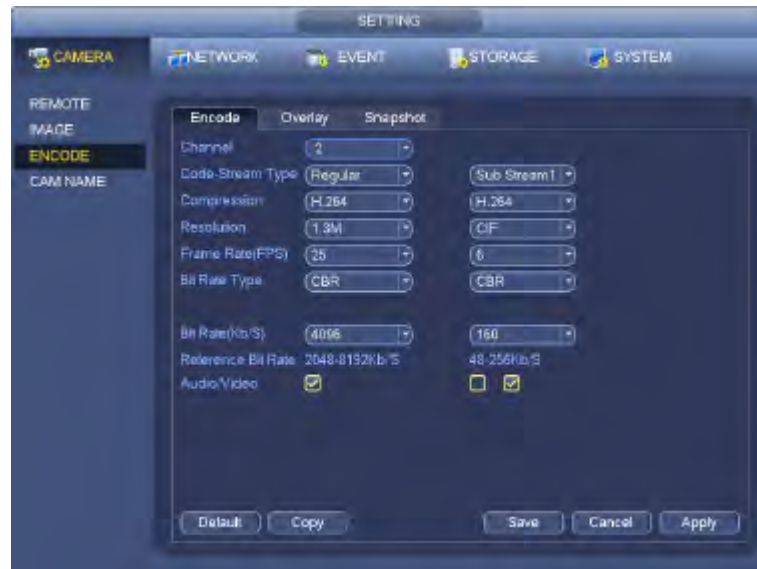 SETTING
CAMERA NETWORK EVENT STORAGE SYSTEM
REMOTE
IMAGE
ENCODE
CAM NAME
Encode Overlay Snapshot
Channel 2
Code-Stream Type Regular Sub Stream1
Compression H.264 H.264
Resolution 1.3M CIF
Frame Rate(FPS) 25 6
Bit Rate Type CBR CBR
Bit Rate(Kb/S) 4096 160
Reference Bit Rate 2048-8192Kb/S 48-256Kb/S
Audio/Video
Default Copy Save Cancel Apply